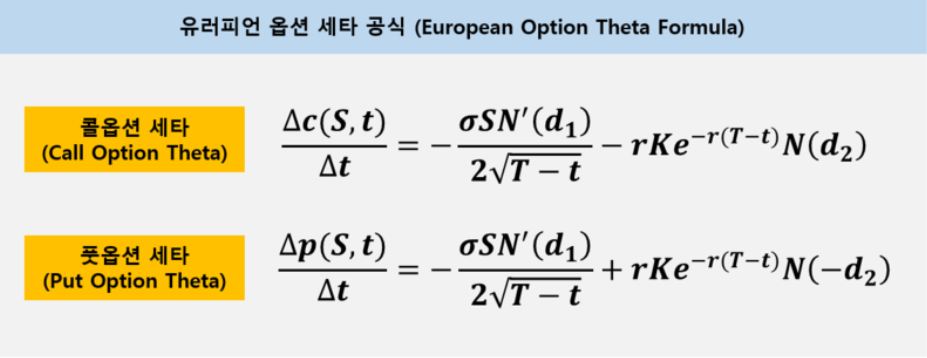 유러피언 옵션 세타 공식 (European Option Theta Formula)
콜옵션 세타
(Call Option Theta)
Δc(S, t)/Δt = −σSN′(d₁)/2√T − t − rKe^−r(T−t) N(d₂)
풋옵션 세타
(Put Option Theta)
Δp(S, t)/Δt = −σSN′(d₁)/2√T − t + rKe^−r(T−t) N(−d₂)